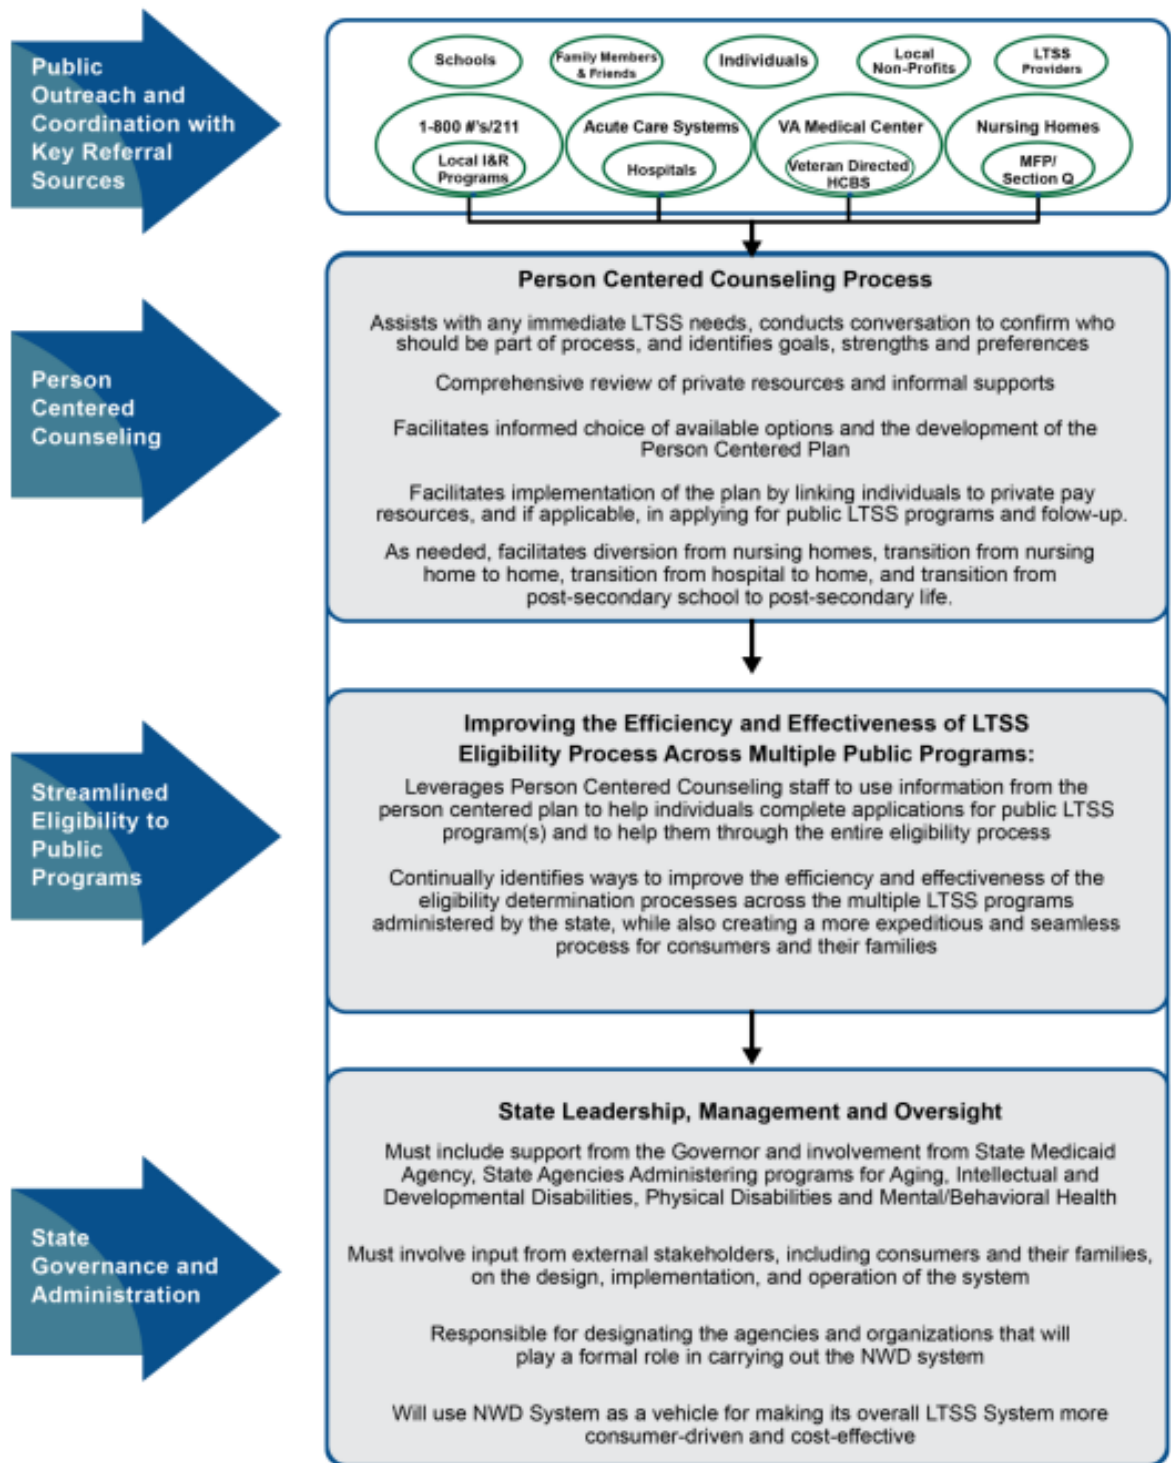 Public
Outreach and
Coordination with
Key Referral
Sources
Schools
Family Members
& Friends
Individuals
Local
Non-Profits
LTSS
Providers
1-800 #'s/211
Local I&R
Programs
Acute Care Systems
Hospitals
VA Medical Center
Veteran Directed
HCBS
Nursing Homes
MFP/
Section Q
Person
Centered
Counseling
Person Centered Counseling Process
Assists with any immediate LTSS needs, conducts conversation to confirm who
should be part of process, and identifies goals, strengths and preferences
Comprehensive review of private resources and informal supports
Facilitates informed choice of available options and the development of the
Person Centered Plan
Facilitates implementation of the plan by linking individuals to private pay
resources, and if applicable, in applying for public LTSS programs and folow-up.
As needed, facilitates diversion from nursing homes, transition from nursing
home to home, transition from hospital to home, and transition from
post-secondary school to post-secondary life.
Streamlined
Eligibility to
Public
Programs
Improving the Efficiency and Effectiveness of LTSS
Eligibility Process Across Multiple Public Programs:
Leverages Person Centered Counseling staff to use information from the
person centered plan to help individuals complete applications for public LTSS
program(s) and to help them through the entire eligibility process
Continually identifies ways to improve the efficiency and effectiveness of the
eligibility determination processes across the multiple LTSS programs
administered by the state, while also creating a more expeditious and seamless
process for consumers and their families
State
Governance and
Administration
State Leadership, Management and Oversight
Must include support from the Governor and involvement from State Medicaid
Agency, State Agencies Administering programs for Aging, Intellectual and
Developmental Disabilities, Physical Disabilities and Mental/Behavioral Health
Must involve input from external stakeholders, including consumers and their families,
on the design, implementation, and operation of the system
Responsible for designating the agencies and organizations that will
play a formal role in carrying out the NWD system
Will use NWD System as a vehicle for making its overall LTSS System more
consumer-driven and cost-effective